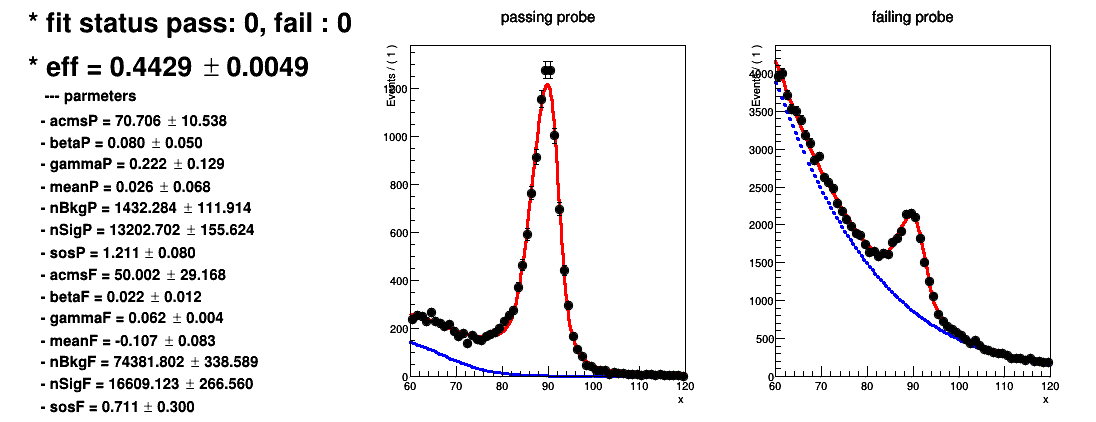 * fit status pass: 0, fail : 0
* eff = 0.4429 ± 0.0049
--- parmeters
- acmsP = 70.706 ± 10.538
- betaP = 0.080 ± 0.050
- gammaP = 0.222 ± 0.129
- meanP = 0.026 ± 0.068
- nBkgP = 1432.284 ± 111.914
- nSigP = 13202.702 ± 155.624
- sosP = 1.211 ± 0.080
- acmsF = 50.002 ± 29.168
- betaF = 0.022 ± 0.012
- gammaF = 0.062 ± 0.004
- meanF = -0.107 ± 0.083
- nBkgF = 74381.802 ± 338.589
- nSigF = 16609.123 ± 266.560
- sosF = 0.711 ± 0.300
passing probe
Events / ( 1 )
1200
1000
800
600
400
200
0
60 70 80 90 100 110 120
x
failing probe
Events / ( 1 )
4000
3500
3000
2500
2000
1500
1000
500
0
60 70 80 90 100 110 120
x